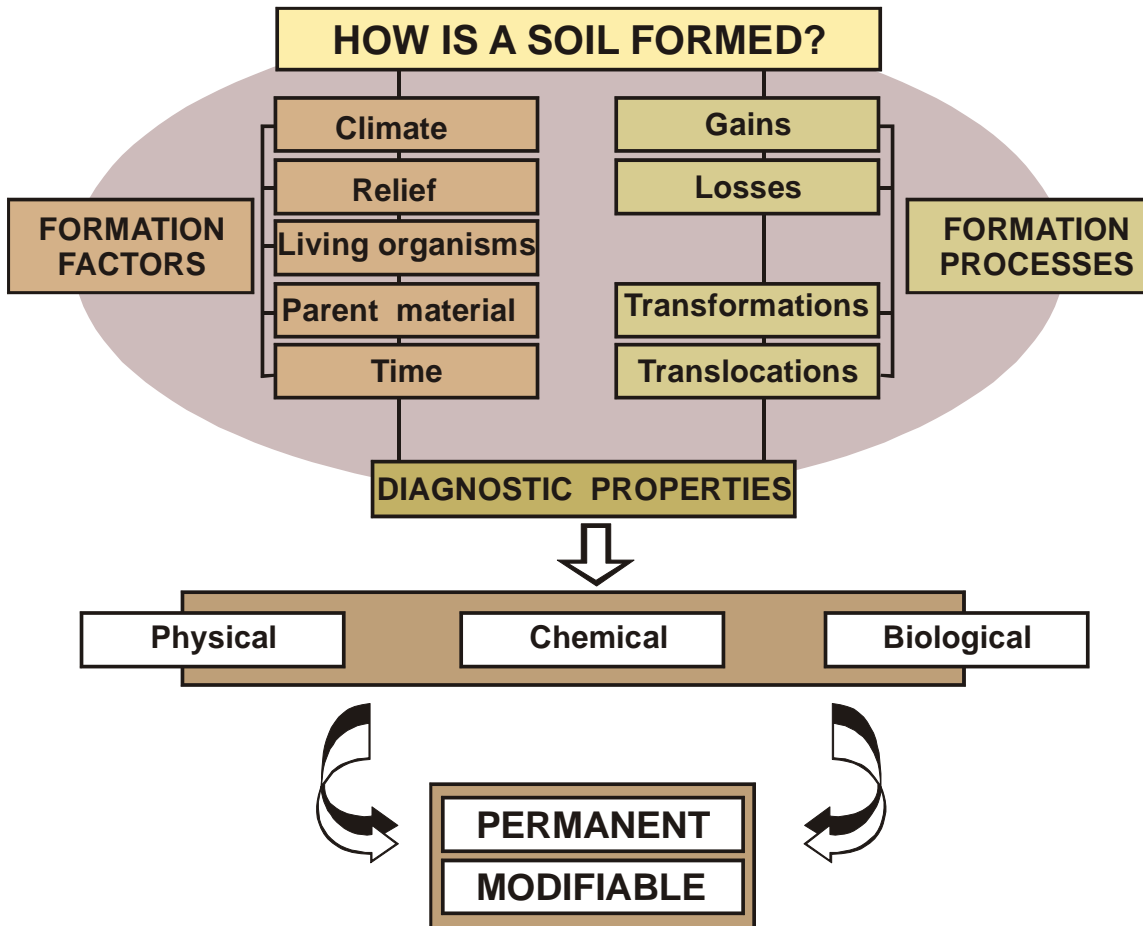 HOW IS A SOIL FORMED?
Climate
Relief
Living organisms
Parent material
Time
FORMATION
FACTORS
Gains
Losses
Transformations
Translocations
FORMATION
PROCESSES
DIAGNOSTIC PROPERTIES
Physical
Chemical
Biological
PERMANENT
MODIFIABLE